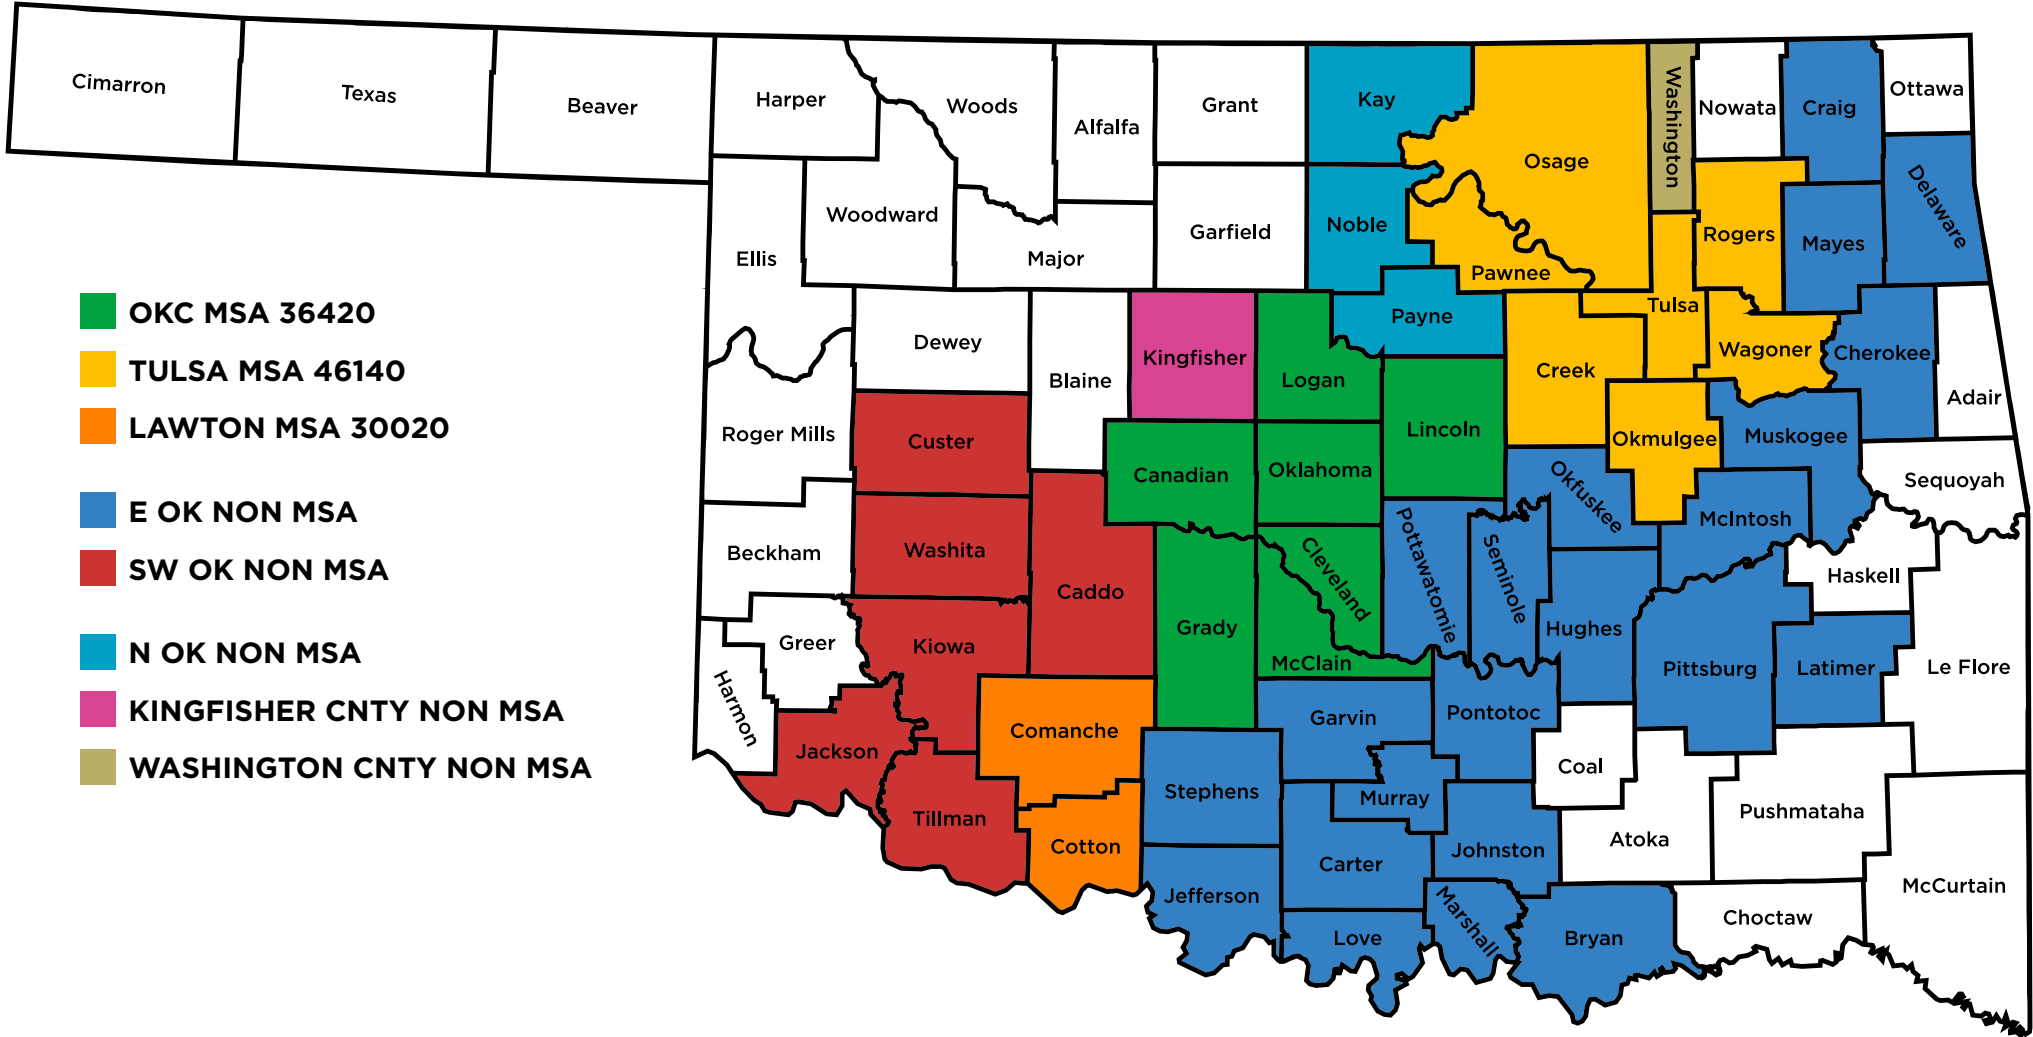 Cimarron
Texas
Beaver
Harper
Woods
Alfalfa
Grant
Kay
Osage
Washington
Nowata
Craig
Ottawa
Delaware
Ellis
Woodward
Major
Garfield
Noble
Pawnee
Rogers
Mayes
Tulsa
OKC MSA 36420
TULSA MSA 46140
LAWTON MSA 30020
E OK NON MSA
SW OK NON MSA
N OK NON MSA
KINGFISHER CNTY NON MSA
WASHINGTON CNTY NON MSA
Dewey
Blaine
Kingfisher
Logan
Payne
Creek
Wagoner
Cherokee
Adair
Roger Mills
Custer
Canadian
Oklahoma
Lincoln
Okmulgee
Muskogee
Sequoyah
Beckham
Washita
Caddo
Grady
Cleveland
Pottawatomie
Seminole
Okfuskee
McIntosh
Haskell
Greer
Kiowa
McClain
Hughes
Pittsburg
Latimer
Le Flore
Harmon
Jackson
Comanche
Garvin
Pontotoc
Coal
Tillman
Cotton
Stephens
Murray
Johnston
Atoka
Pushmataha
McCurtain
Jefferson
Carter
Love
Marshall
Bryan
Choctaw